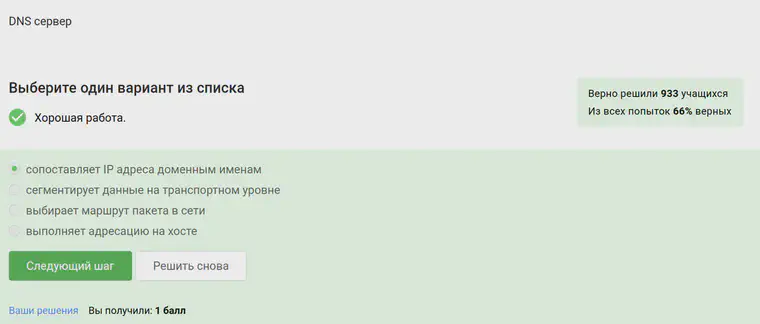 DNS сервер
Выберите один вариант из списка
Верно решили 933 учащихся
Из всех попыток 66% верных
Хорошая работа.
сопоставляет IP адреса доменным именам
сегментирует данные на транспортном уровне
выбирает маршрут пакета в сети
выполняет адресацию на хосте
Следующий шаг Решить снова
Ваши решения Вы получили: 1 балл